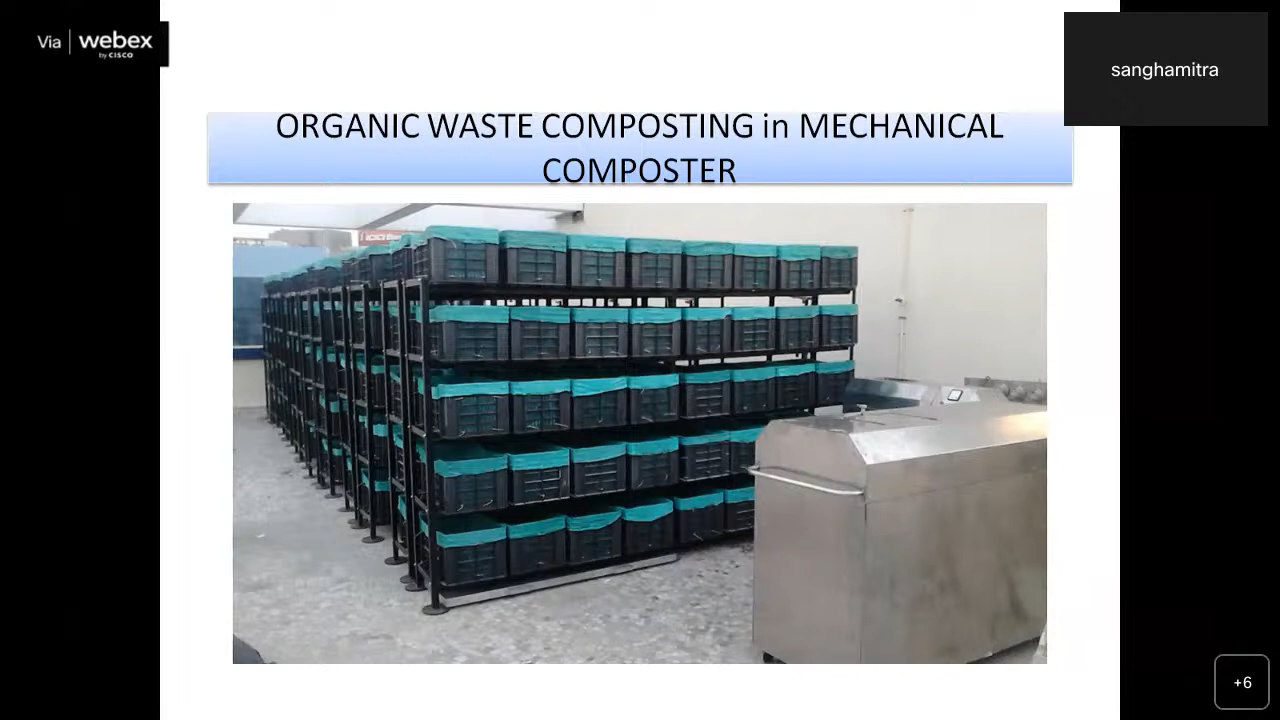 Via webex
by CISCO
sanghamitra
ORGANIC WASTE COMPOSTING in MECHANICAL
COMPOSTER
+6